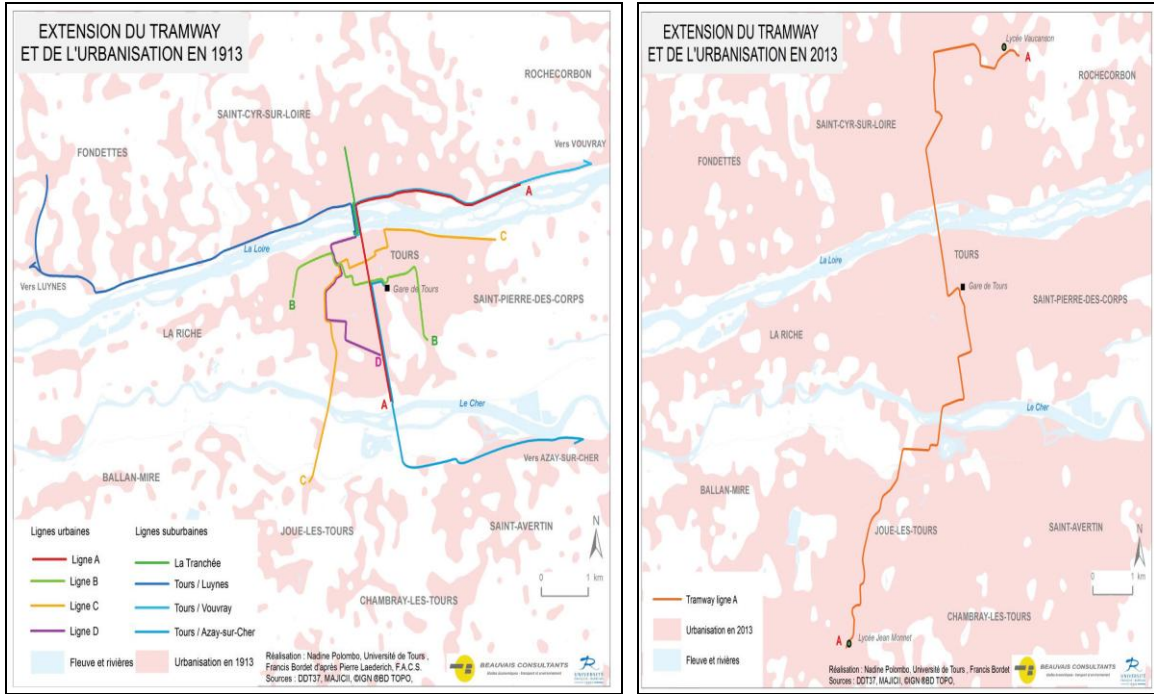 EXTENSION DU TRAMWAY
ET DE L'URBANISATION EN 1913
ROCHECORBON
SAINT-CYR-SUR-LOIRE
FONDETTES
Vers VOUVRAY
A
La Loire
C
TOURS
Vers LUYNES
Gare de Tours
B
SAINT-PIERRE-DES-CORPS
LA RICHE
B
D
A
Le Cher
Vers AZAY-SUR-CHER
BALLAN-MIRE
C
JOUE-LES-TOURS
SAINT-AVERTIN
N
0 1 km
CHAMBRAY-LES-TOURS
Lignes urbaines
Ligne A
Ligne B
Ligne C
Ligne D
Fleuve et rivières
Lignes suburbaines
La Tranchée
Tours / Luynes
Tours / Vouvray
Tours / Azay-sur-Cher
Urbanisation en 1913
Réalisation : Nadine Polombo, Université de Tours ,
Francis Bordet d'après Pierre Laederich, F.A.C.S.
Sources : DDT37, MAJICII, ©IGN ®BD TOPO,
BEAUVAIS CONSULTANTS
UNIVERSITÉ
EXTENSION DU TRAMWAY
ET DE L'URBANISATION EN 2013
Lycée Vaucanson
A
ROCHECORBON
SAINT-CYR-SUR-LOIRE
FONDETTES
La Loire
TOURS
Gare de Tours
SAINT-PIERRE-DES-CORPS
LA RICHE
Le Cher
BALLAN-MIRE
JOUE-LES-TOURS
SAINT-AVERTIN
N
0 1 km
CHAMBRAY-LES-TOURS
A
Lycée Jean Monnet
Tramway ligne A
Urbanisation en 2013
Fleuve et rivières
Réalisation : Nadine Polombo, Université de Tours , Francis Bordet
Sources : DDT37, MAJICII, ©IGN ®BD TOPO,
BEAUVAIS CONSULTANTS
UNIVERSITÉ